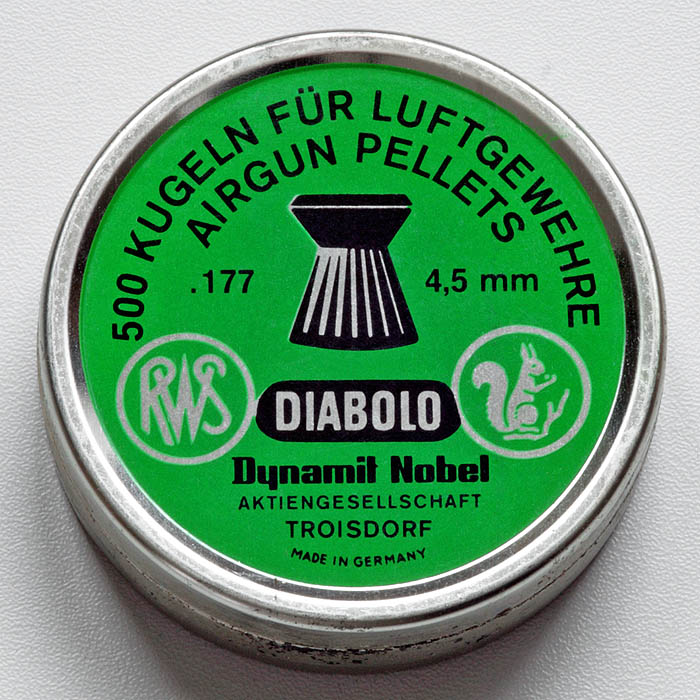 500 KUGELN FÜR LUFTGEWEHRE
AIRGUN PELLETS
.177 4,5 mm
RWS
DIABOLO
Dynamit Nobel
AKTIENGESELLSCHAFT
TROISDORF
MADE IN GERMANY